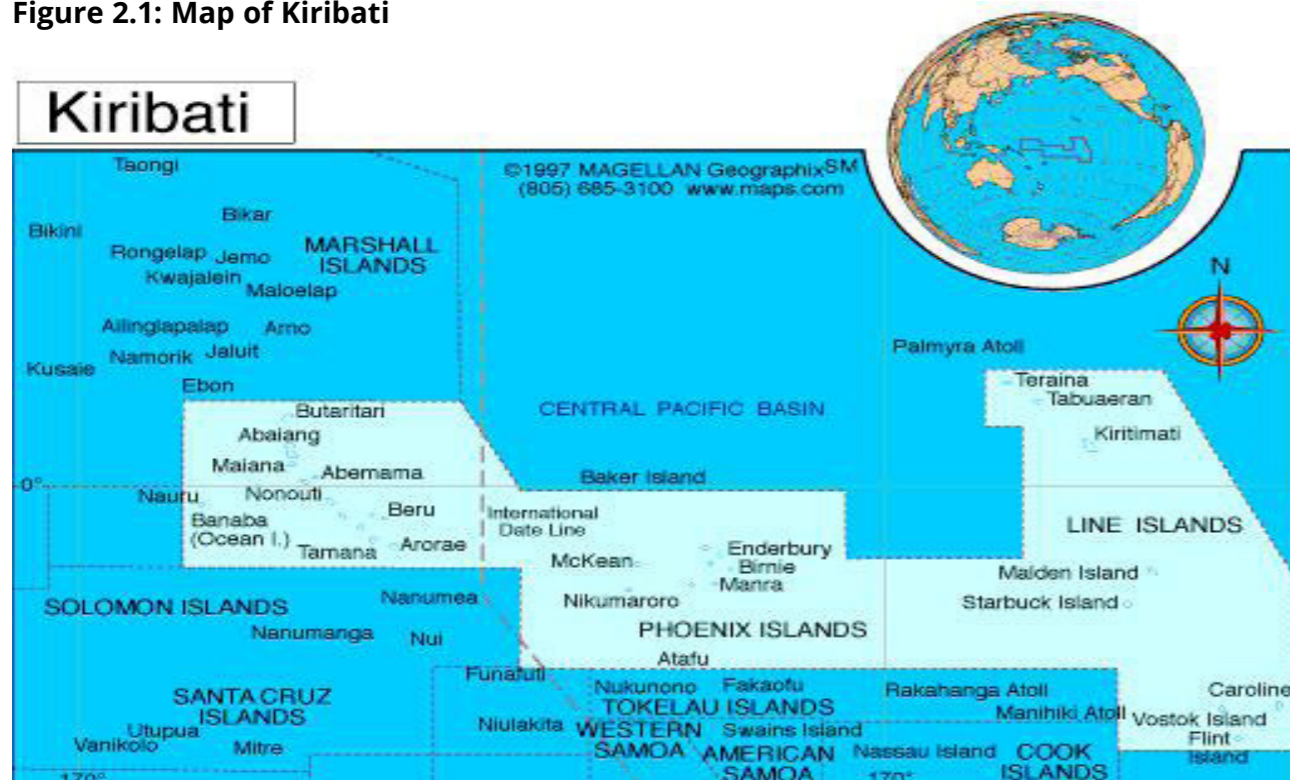 Figure 2.1: Map of Kiribati
Kiribati
Taongi
©1997 MAGELLAN GeographixSM
(805) 685-3100 www.maps.com
Bikar
Bikini
MARSHALL
ISLANDS
Rongelap
Jemo
Kwajalein
Maloelap
N
Ailinglapalap
Arno
Namorik
Jaluit
Palmyra Atoll
Kusaie
Ebon
Teraina
Tabuaeran
Butaritari
CENTRAL PACIFIC BASIN
Abaiang
Kiritimati
Maiana
Abemama
Baker Island
0°
Nauru
Nonouti
Beru
International
Date Line
Banaba
(Ocean I.)
LINE ISLANDS
Tamana
Arorae
McKean
Enderbury
Birnie
Manra
Malden Island
Nikumaroro
Starbuck Island
SOLOMON ISLANDS
Nanumea
Nanumanga
Nui
PHOENIX ISLANDS
Atafu
Funafuti
Nukunono
Fakaofu
Rakahanga Atoll
Caroline
SANTA CRUZ
ISLANDS
TOKELAU ISLANDS
Manihiki Atoll
Vostok Island
Utupua
Niulakita
WESTERN
SAMOA
Swains Island
Flint
Island
Vanikolo
Mitre
AMERICAN
SAMOA
Nassau Island
COOK
ISLANDS
170°
170°